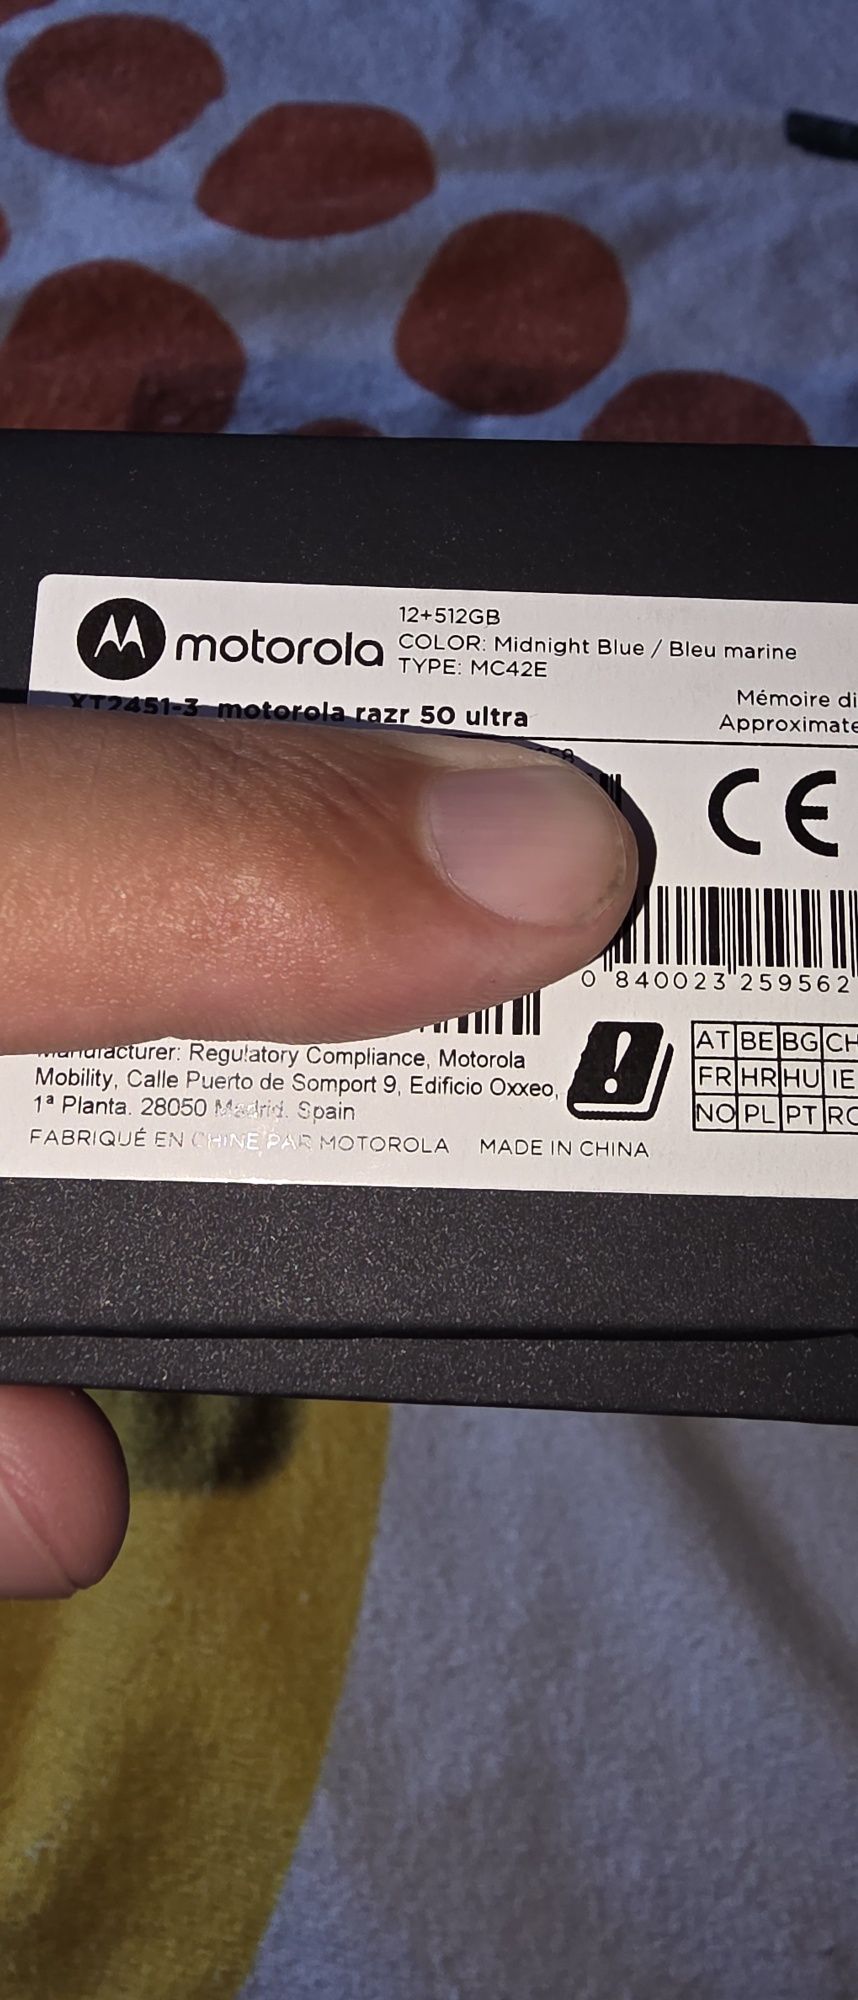 12+512GB
motorola
COLOR: Midnight Blue / Bleu marine
TYPE: MC42E
XT2451-3 motorola razr 50 ultra
Mémoire di
Approximate
CE
0 840023 259562
Manufacturer: Regulatory Compliance, Motorola
Mobility, Calle Puerto de Somport 9, Edificio Oxxeo,
1ª Planta. 28050 Madrid. Spain
FABRIQUÉ EN CHINE PAR MOTOROLA MADE IN CHINA
AT BE BG CH
FR HR HU IE
NO PL PT RO